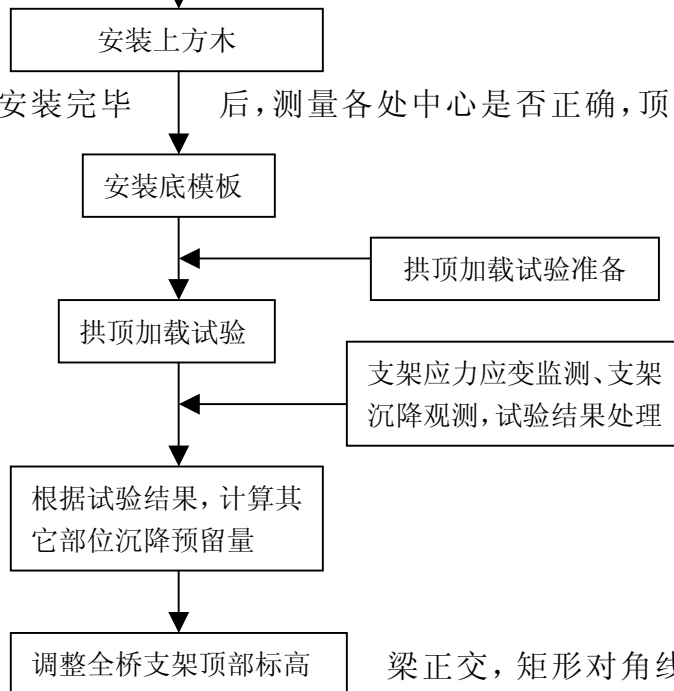 安装上方木
安装完毕 后,测量各处中心是否正确,顶
安装底模板
拱顶加载试验准备
拱顶加载试验
支架应力应变监测、支架
沉降观测,试验结果处理
根据试验结果,计算其
它部位沉降预留量
调整全桥支架顶部标高 梁正交,矩形对角线